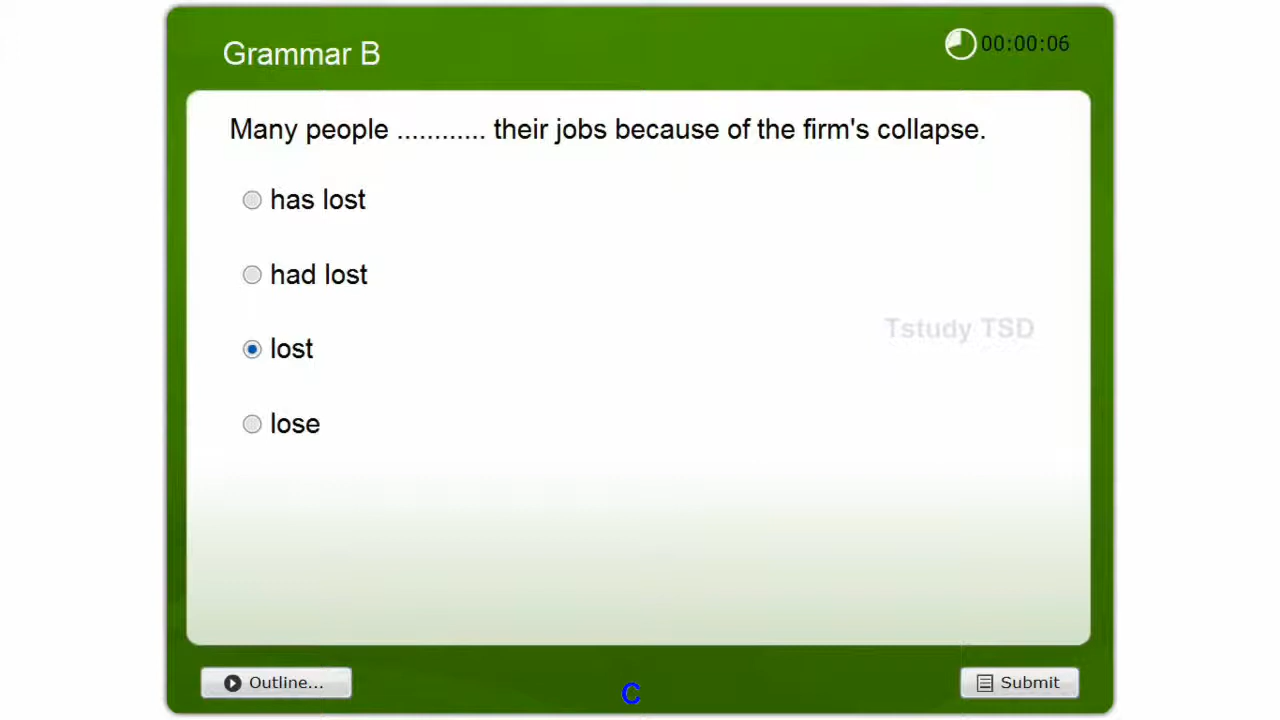 Grammar B
00:00:06
Many people ............ their jobs because of the firm's collapse.
has lost
had lost
Tstudy TSD
lost
lose
Outline...
C
Submit